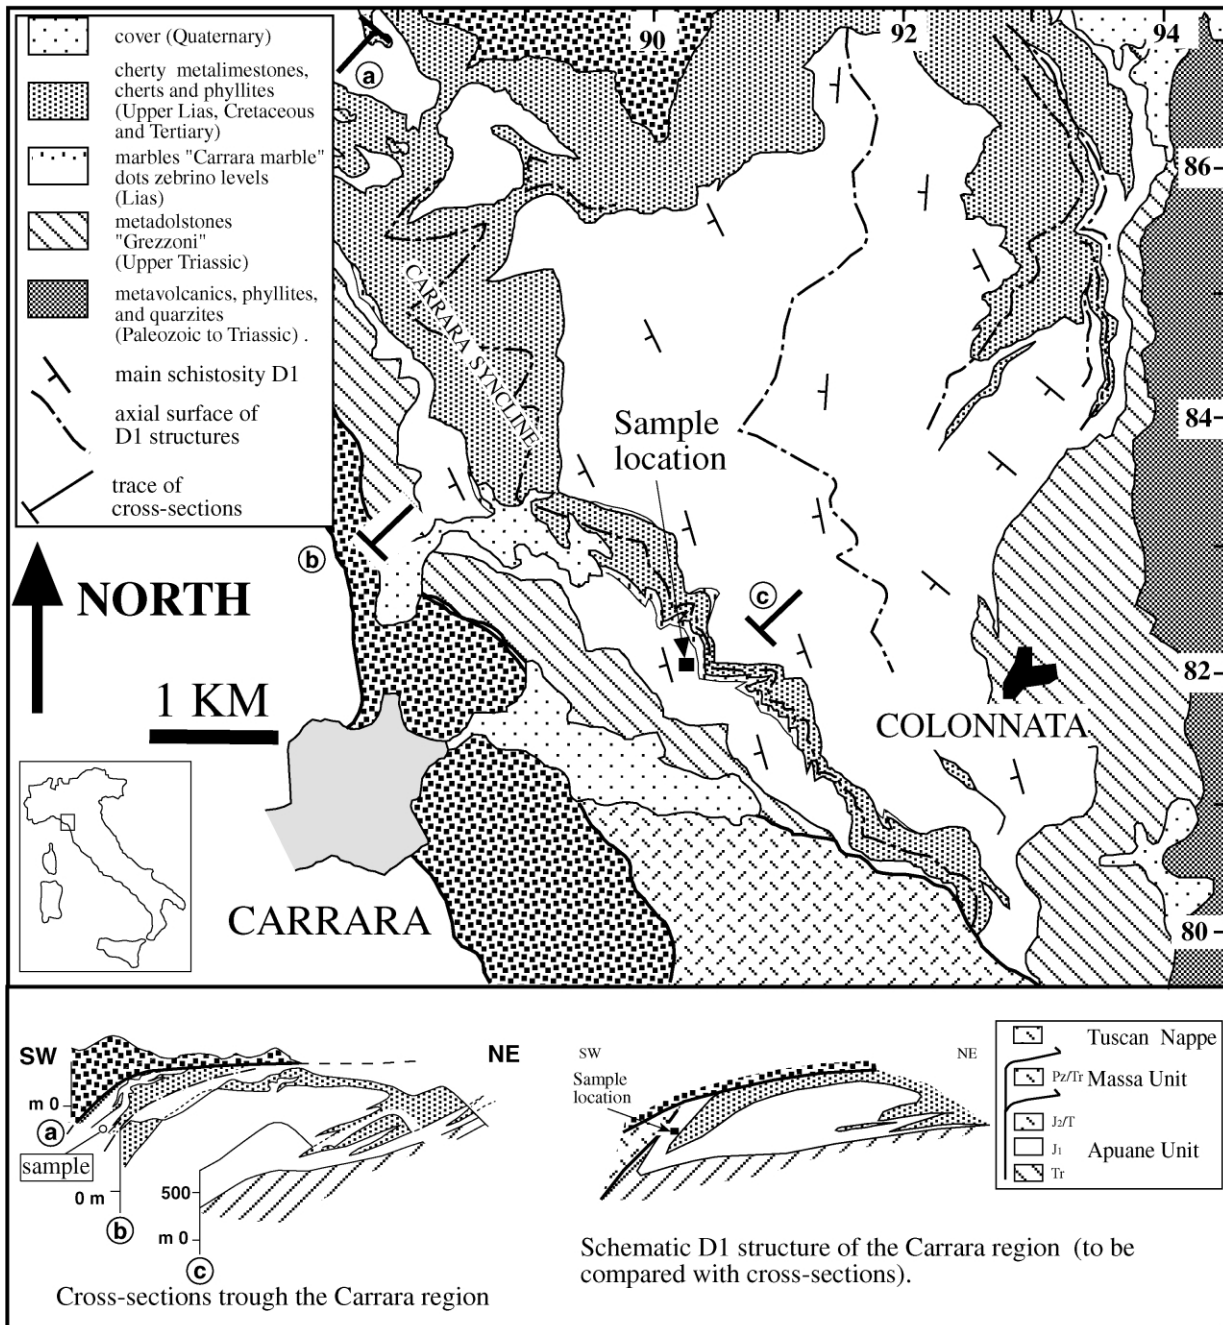 cover (Quaternary)
cherty metalimestones,
cherts and phyllites
(Upper Lias, Cretaceous
and Tertiary)
marbles "Carrara marble"
dots zebrino levels
(Lias)
metadolstones
"Grezzoni"
(Upper Triassic)
metavolcanics, phyllites,
and quarzites
(Paleozoic to Triassic) .
main schistosity D1
axial surface of
D1 structures
trace of
cross-sections
90
92
94
a
86
CARRARA SYNCLINE
84
Sample
location
b
NORTH
c
82
1 KM
COLONNATA
CARRARA
80
SW
NE
m 0
a
sample
0 m
b
500
m 0
c
Cross-sections trough the Carrara region
SW
NE
Sample
location
Schematic D1 structure of the Carrara region (to be
compared with cross-sections).
Tuscan Nappe
Pz/Tr Massa Unit
J2/T
J1 Apuane Unit
Tr